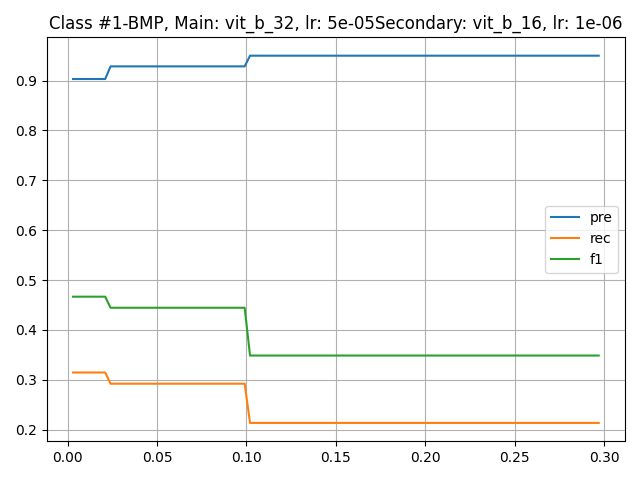 Class #1-BMP, Main: vit_b_32, lr: 5e-05Secondary: vit_b_16, lr: 1e-06
0.9
0.8
0.7
0.6
0.5
0.4
0.3
0.2
pre
rec
f1
0.00 0.05 0.10 0.15 0.20 0.25 0.30